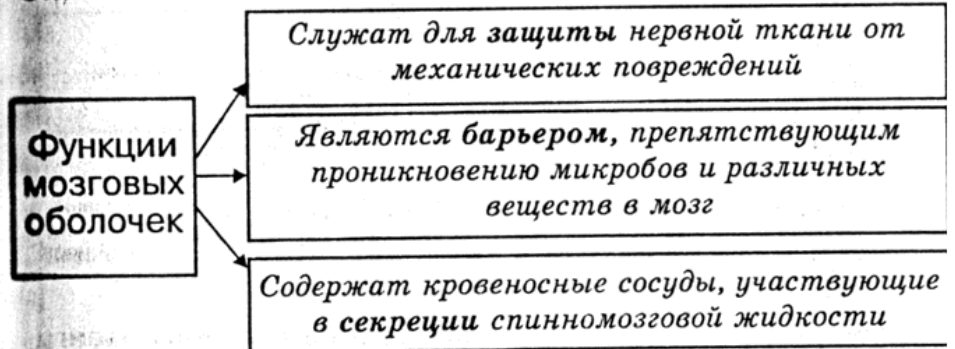 Функции
мозговых
оболочек
Служат для защиты нервной ткани от
механических повреждений
Являются барьером, препятствующим
проникновению микробов и различных
веществ в мозг
Содержат кровеносные сосуды, участвующие
в секреции спинномозговой жидкости